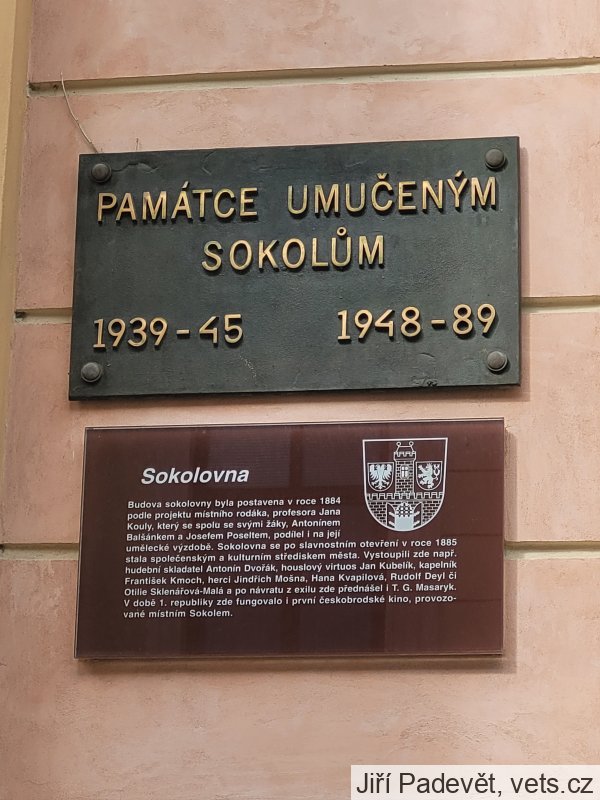 PAMÁTCE UMUČENÝM
SOKOLŮM
1939-45 1948-89
Sokolovna
Budova sokolovny byla postavena v roce 1884
podle projektu místního rodáka, profesora Jana
Kouly, který se spolu se svými žáky, Antonínem
Balšánkem a Josefem Poseltem, podílel i na její
umělecké výzdobě. Sokolovna se po slavnostním otevření v roce 1885
stala společenským a kulturním střediskem města. Vystoupili zde např.
hudební skladatel Antonín Dvořák, houslový virtuos Jan Kubelík, kapelník
František Kmoch, herci Jindřich Mošna, Hana Kvapilová, Rudolf Deyl či
Otilie Sklenářová-Malá a po návratu z exilu zde přednášel i T. G. Masaryk.
V době 1. republiky zde fungovalo i první českobrodské kino, provozo-
vané místním Sokolem.
Jiří Padevět, vets.cz